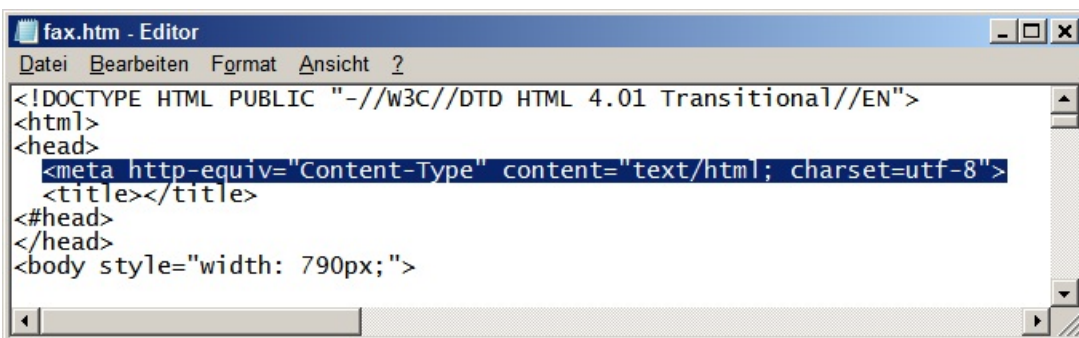 fax.htm - Editor
Datei Bearbeiten Format Ansicht ?
<!DOCTYPE HTML PUBLIC "-//W3C//DTD HTML 4.01 Transitional//EN">
<html>
<head>
<meta http-equiv="Content-Type" content="text/html; charset=utf-8">
<title></title>
<#head>
</head>
<body style="width: 790px;">